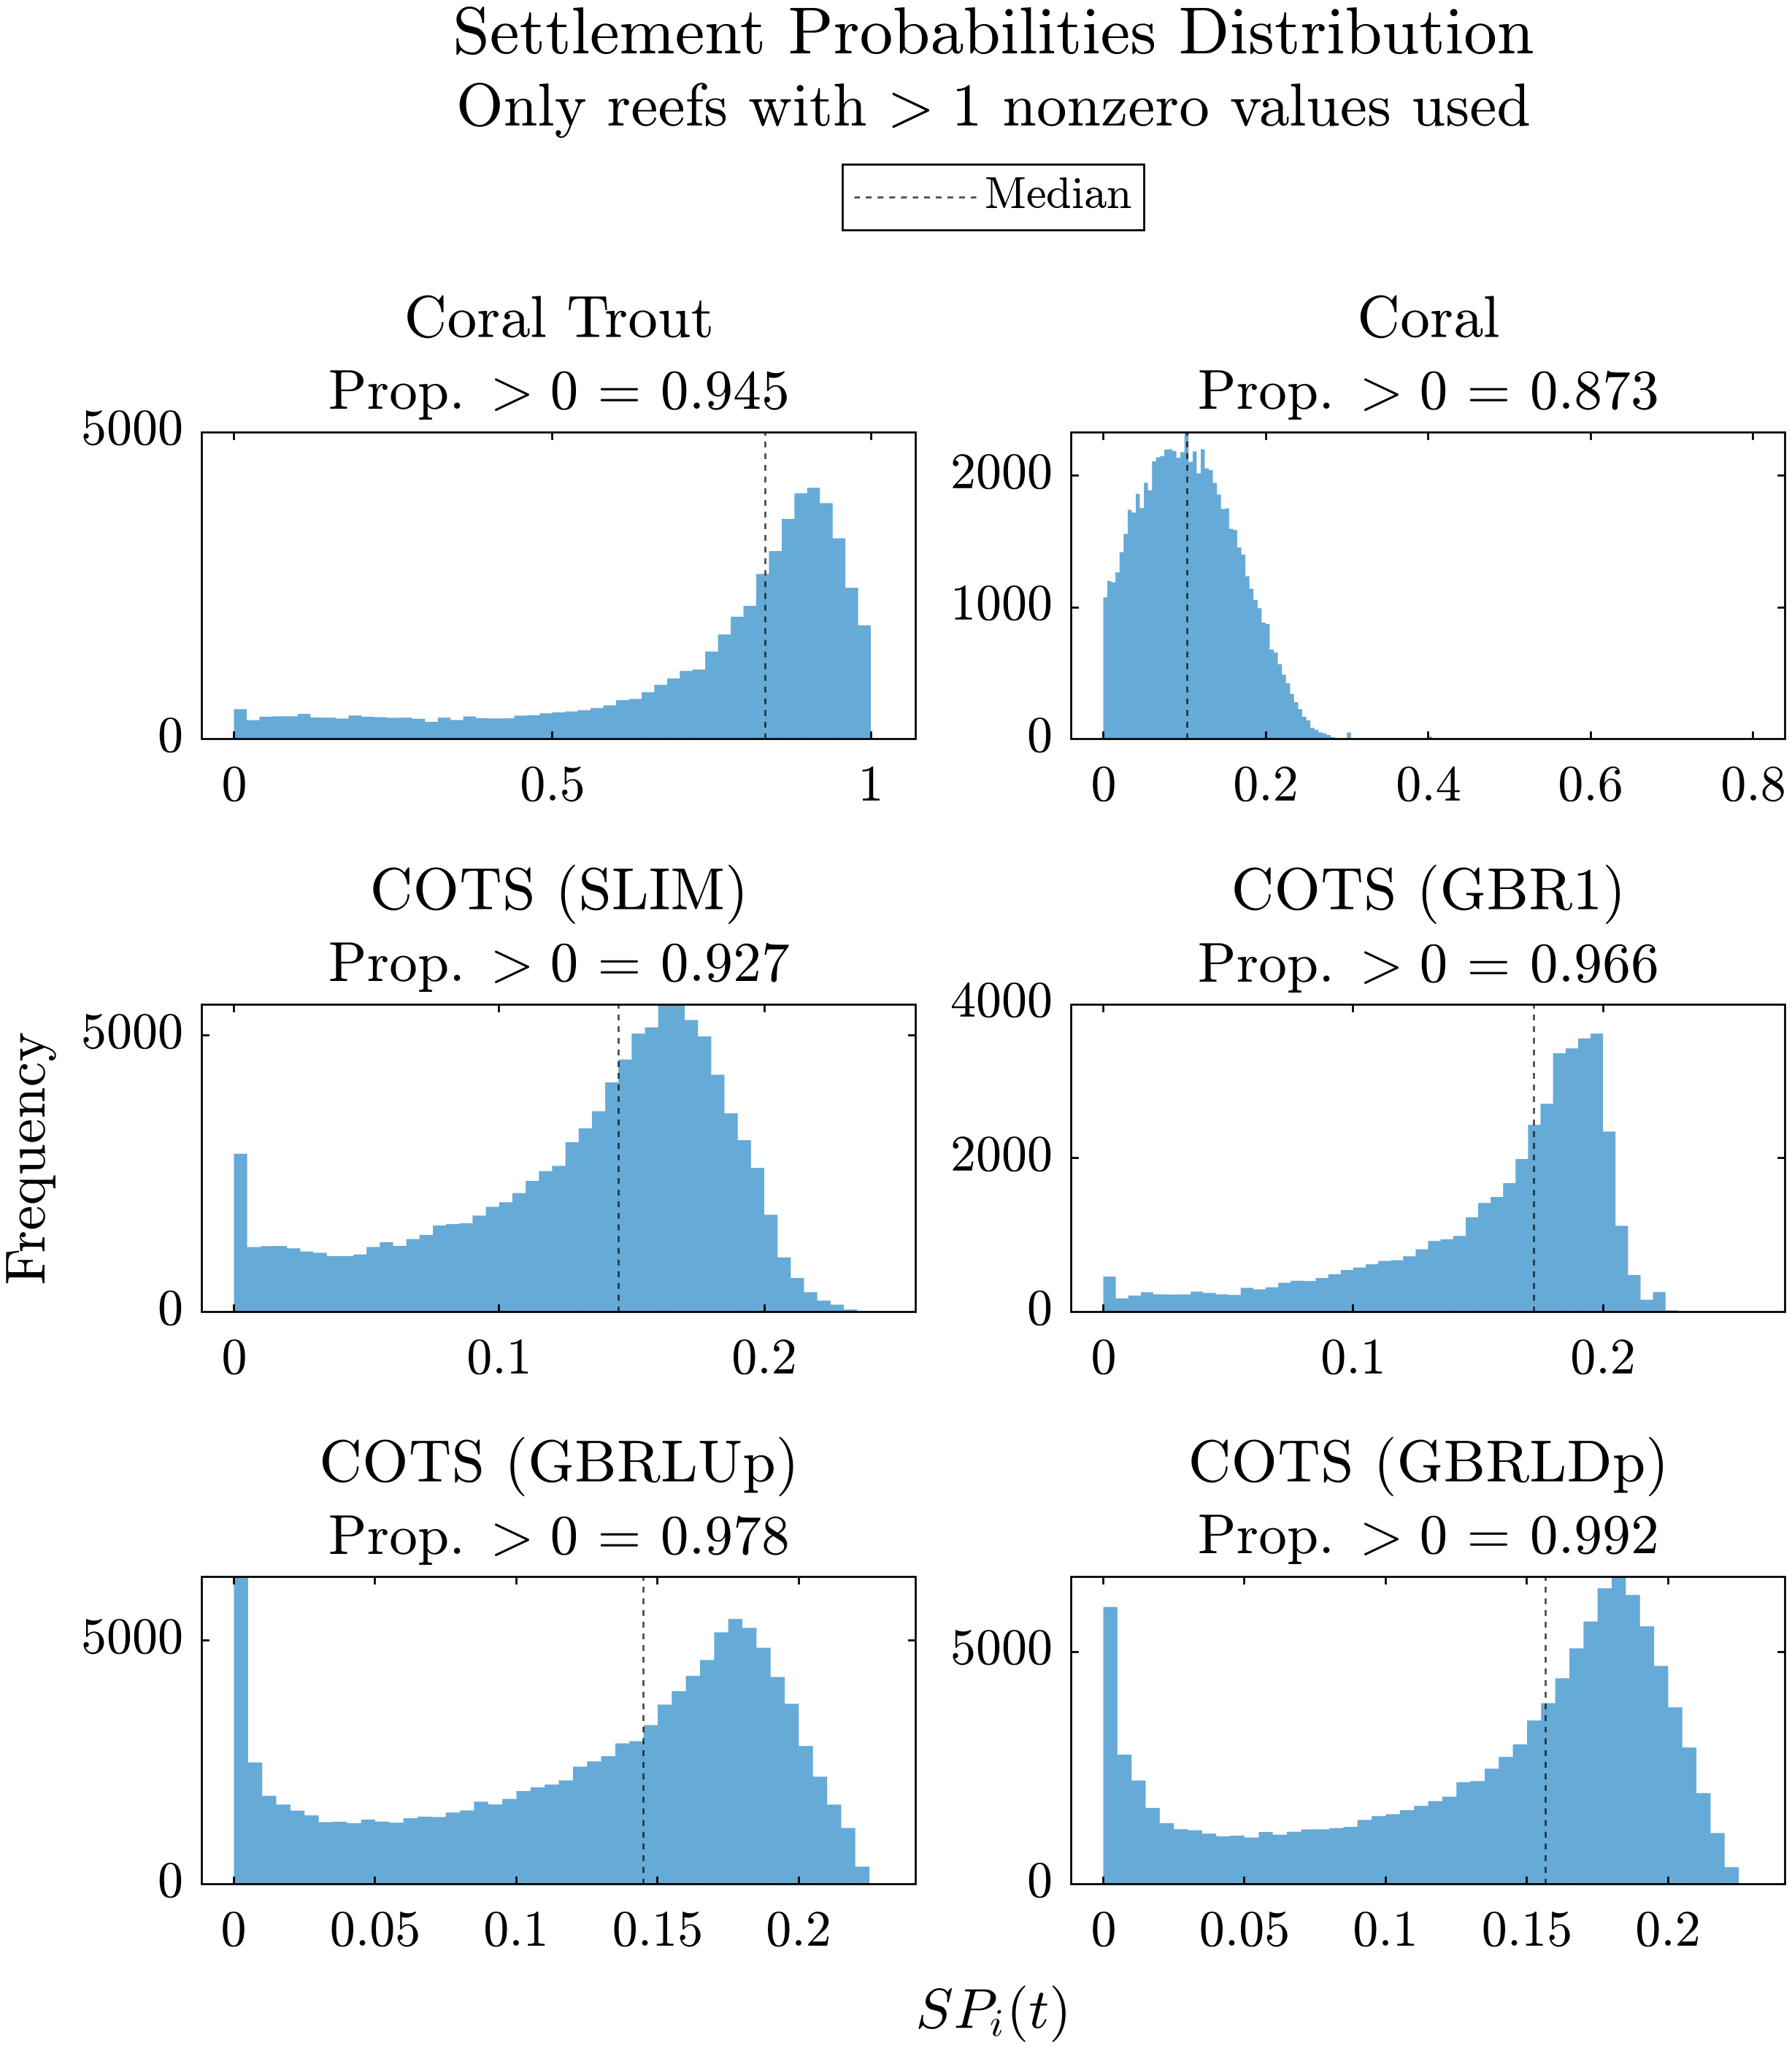 Settlement Probabilities Distribution
Only reefs with > 1 nonzero values used
Median
Coral Trout
Prop. > 0 = 0.945
5000
0
0 0.5 1
Coral
Prop. > 0 = 0.873
2000
1000
0
0 0.2 0.4 0.6 0.8
COTS (SLIM)
Prop. > 0 = 0.927
5000
0
0 0.1 0.2
COTS (GBR1)
Prop. > 0 = 0.966
4000
2000
0
0 0.1 0.2
Frequency
COTS (GBRLUp)
Prop. > 0 = 0.978
5000
0
0 0.05 0.1 0.15 0.2
COTS (GBRLDp)
Prop. > 0 = 0.992
5000
0
0 0.05 0.1 0.15 0.2
SPᵢ(t)